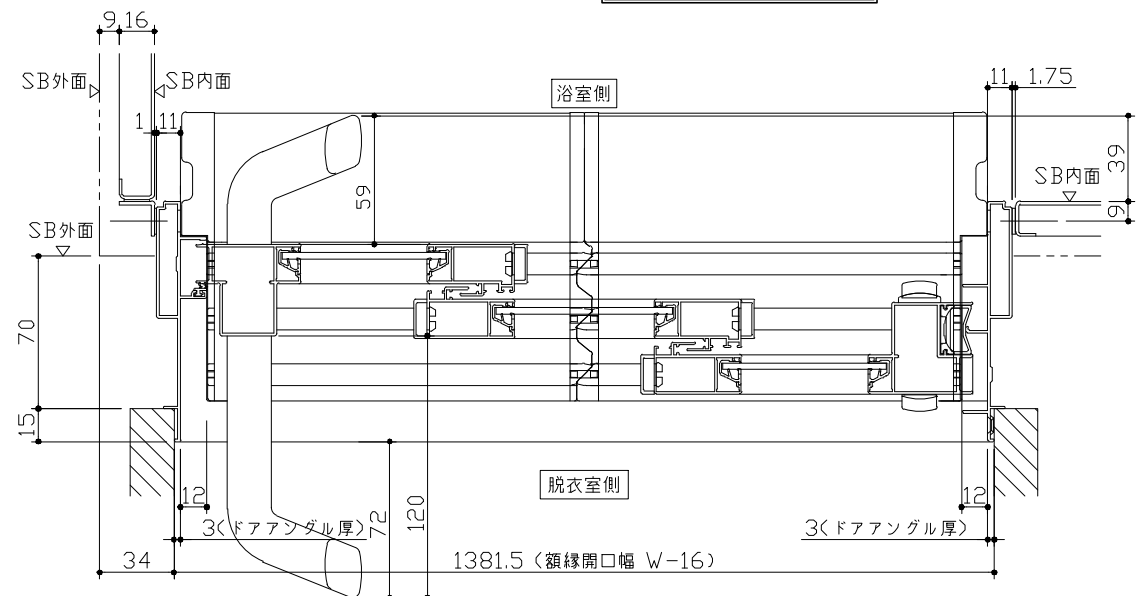 9 16
SB外面
SB内面
浴室側
11 1.75
1 11
59
39
SB内面
9
SB外面
70
15
脱衣室側
12
72
120
12
3(ドアアングル厚)
3(ドアアングル厚)
34
1381.5 (額縁開口幅 W-16)